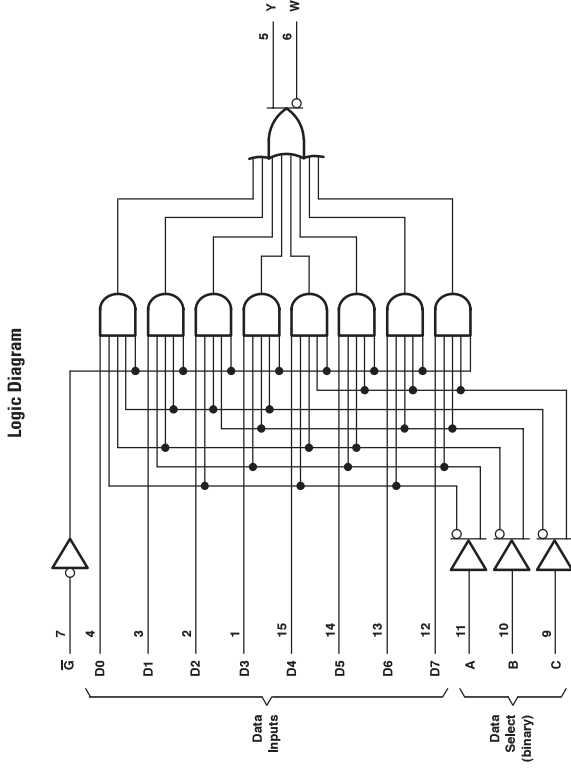 Logic Diagram
Y
5
6
W
7
G
4
D0
3
D1
2
D2
1
D3
15
D4
14
D5
13
D6
12
D7
11
A
10
B
9
C
Data
Inputs
Data
Select
(binary)